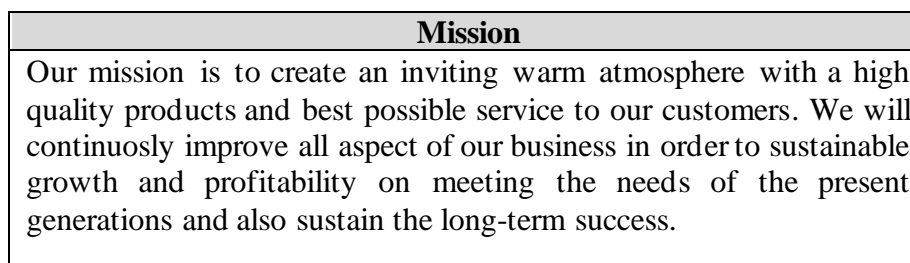 Mission
Our mission is to create an inviting warm atmosphere with a high
quality products and best possible service to our customers. We will
continuosly improve all aspect of our business in order to sustainable
growth and profitability on meeting the needs of the present
generations and also sustain the long-term success.